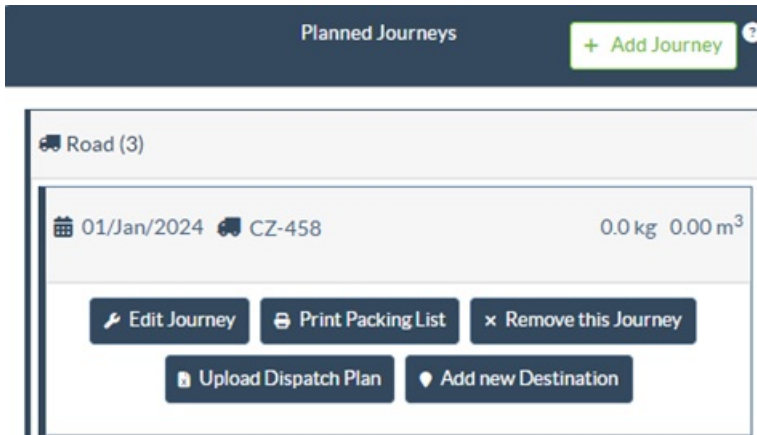 Planned Journeys
+ Add Journey
?
Road (3)
01/Jan/2024 CZ-458 0.0 kg 0.00 m³
Edit Journey Print Packing List × Remove this Journey
Upload Dispatch Plan Add new Destination